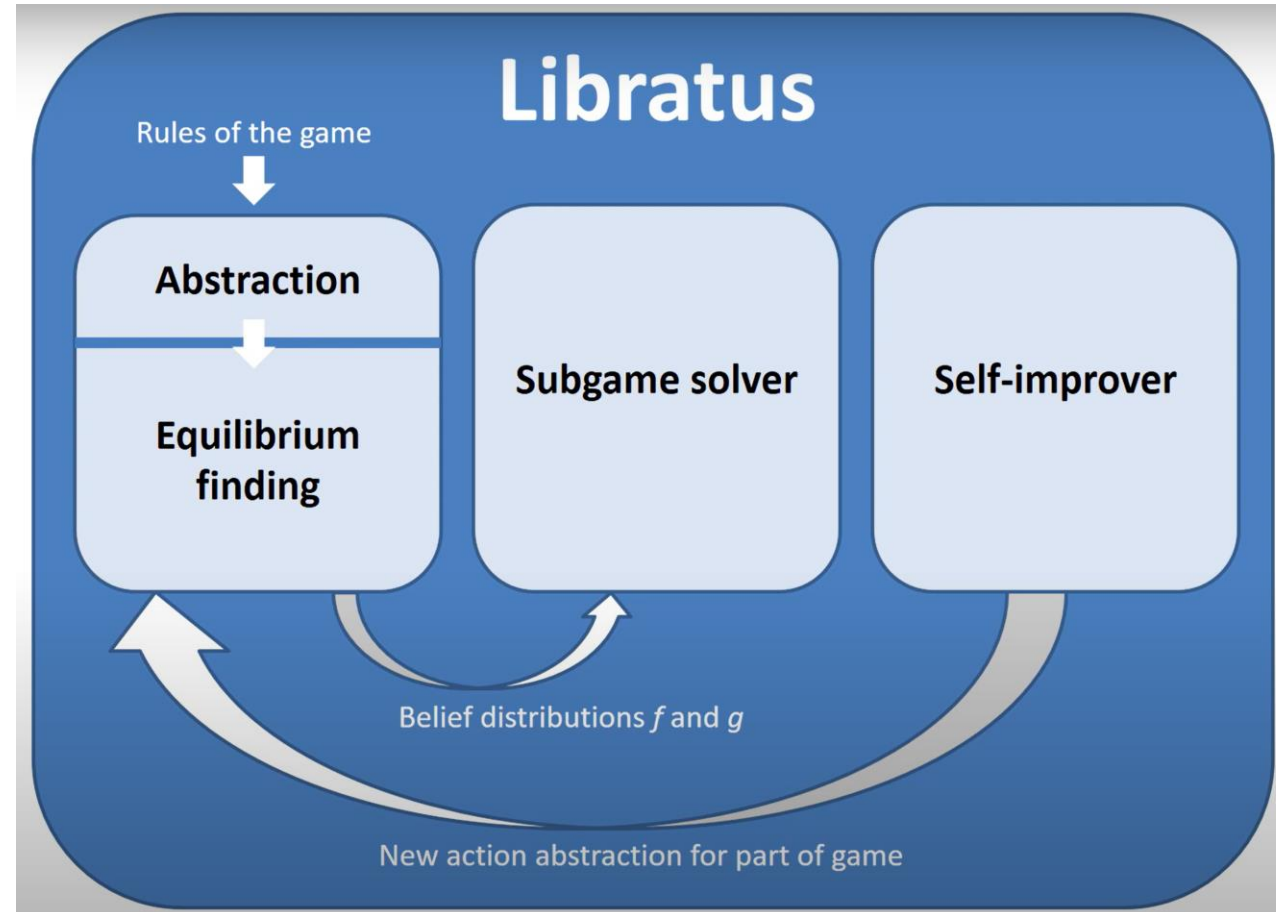 Libratus
Rules of the game
Abstraction
Equilibrium
finding
Subgame solver
Self-improver
Belief distributions f and g
New action abstraction for part of game